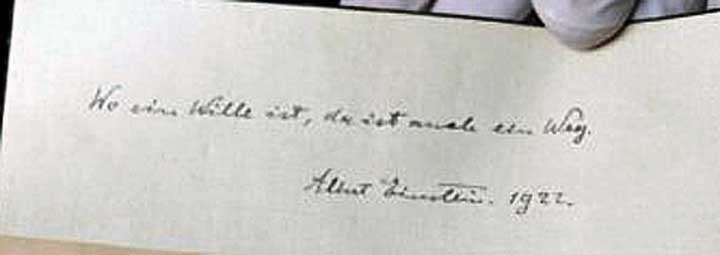 Wo ein Wille ist, da ist auch ein Weg.
Albert Einstein. 1922.